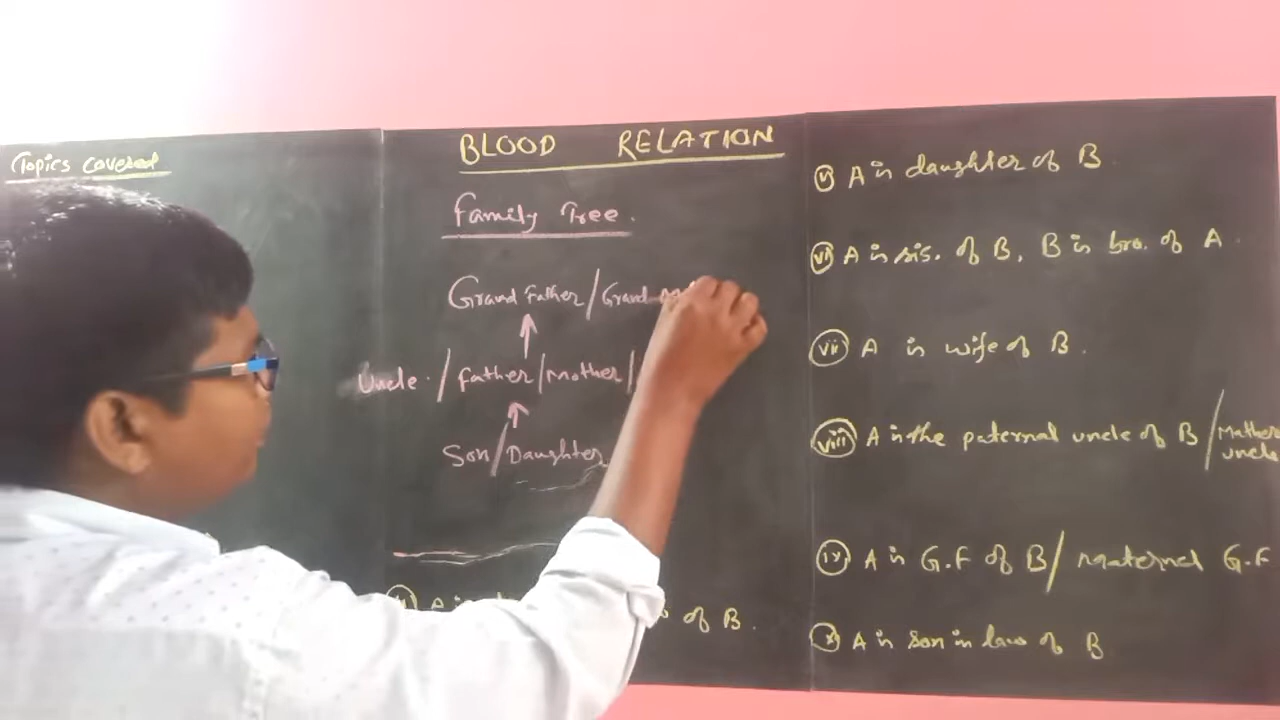 Topics covered
BLOOD RELATION
Family Tree.
Grand Father / Grand
Uncle. / Father / Mother /
Son / Daughter
A is of B.
(v) A is daughter of B.
(vi) A is sis. of B, B is bro. of A.
(vii) A is wife of B.
(viii) A is the paternal uncle of B /
uncle
(ix) A is G.F of B / maternal G.F
(x) A is son in law of B